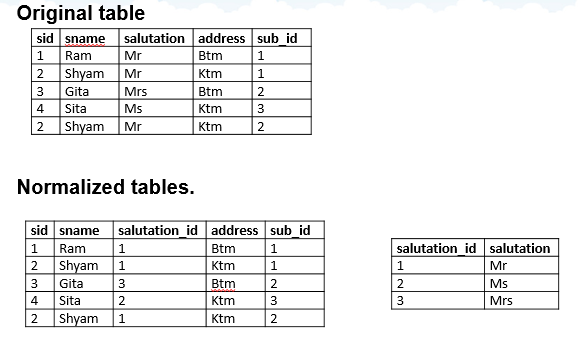 Original table
sid sname salutation address sub_id
1 Ram Mr Btm 1
2 Shyam Mr Ktm 1
3 Gita Mrs Btm 2
4 Sita Ms Ktm 3
2 Shyam Mr Ktm 2
Normalized tables.
sid sname salutation_id address sub_id
1 Ram 1 Btm 1
2 Shyam 1 Ktm 1
3 Gita 3 Btm 2
4 Sita 2 Ktm 3
2 Shyam 1 Ktm 2
salutation_id salutation
1 Mr
2 Ms
3 Mrs